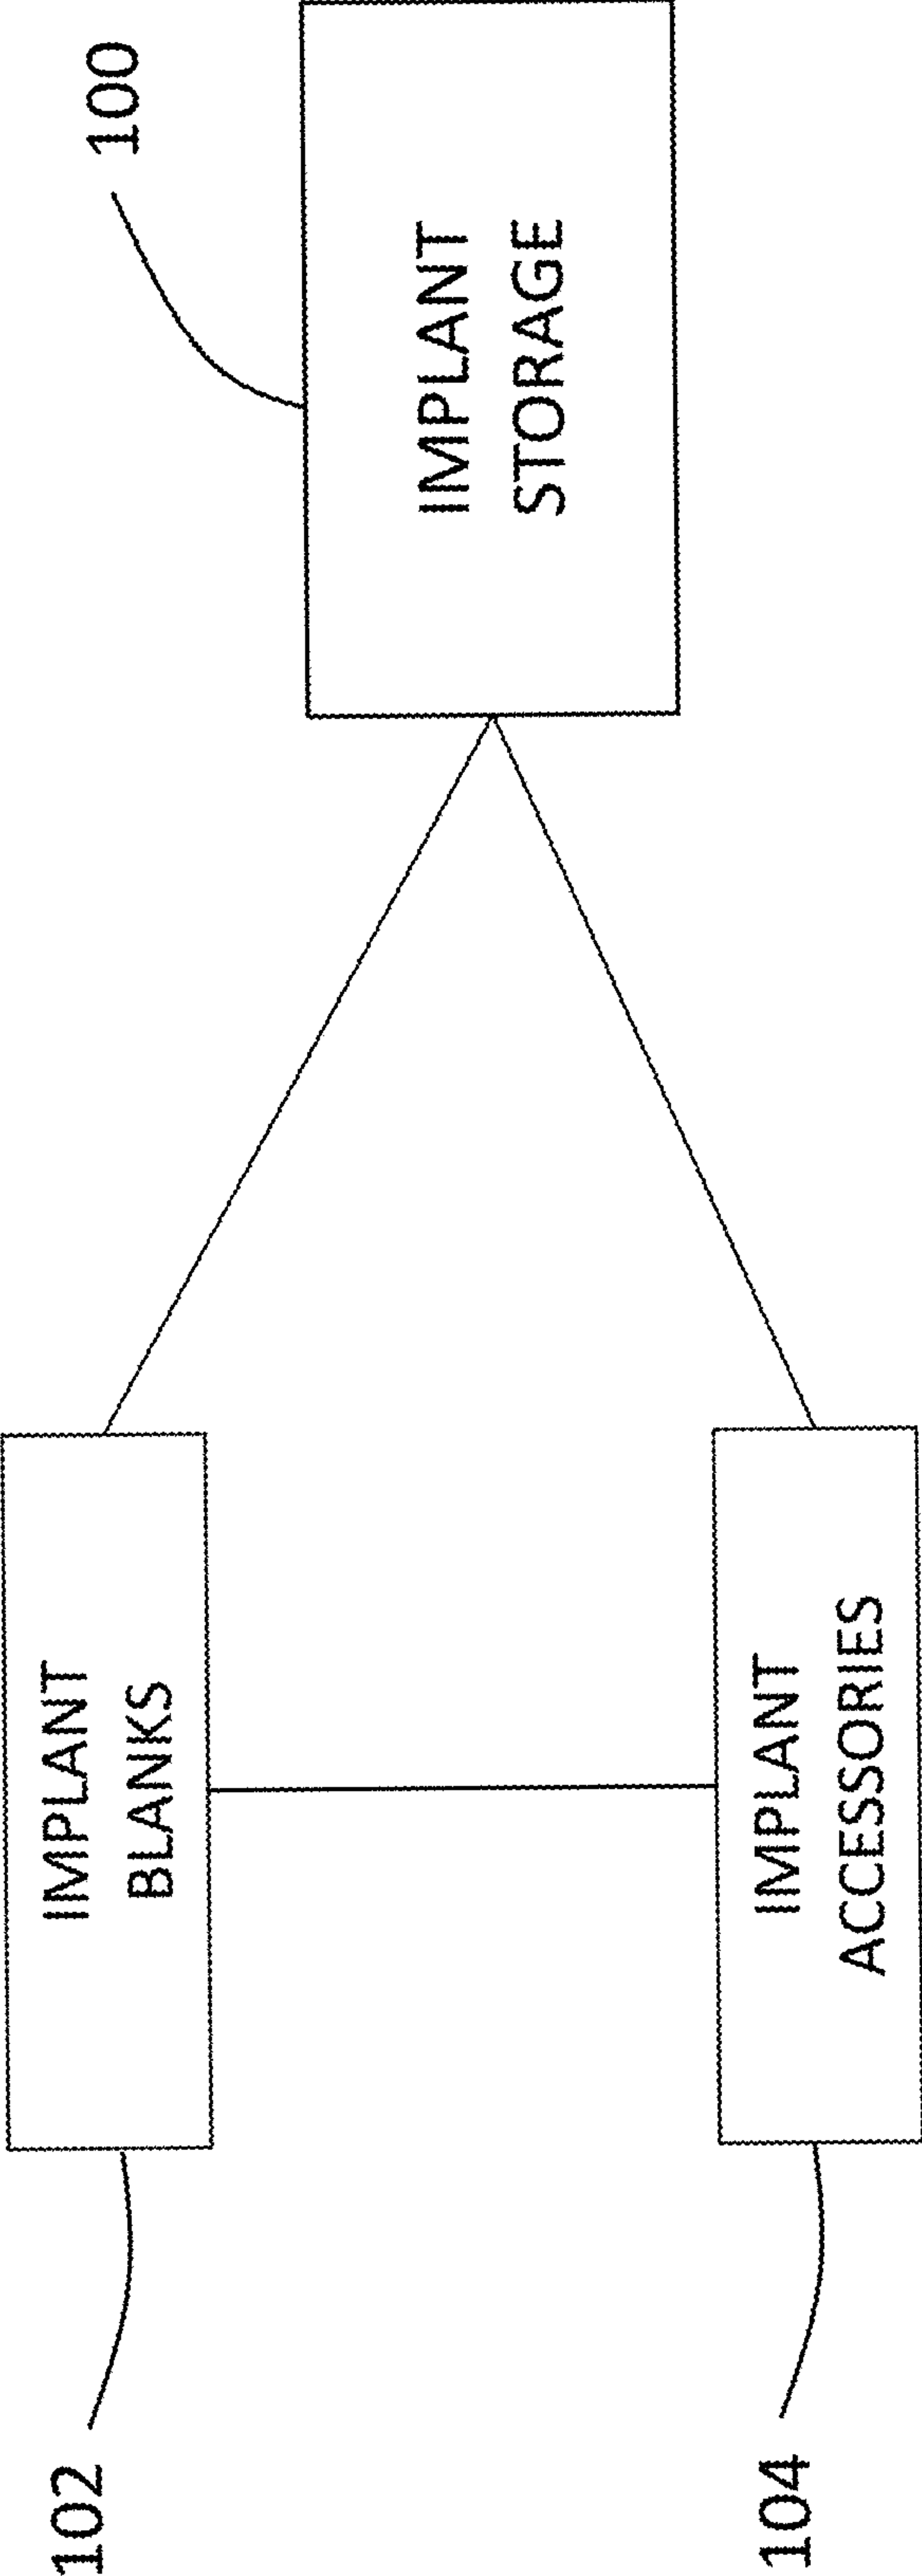 102
IMPLANT
BLANKS
100
IMPLANT
STORAGE
104
IMPLANT
ACCESSORIES